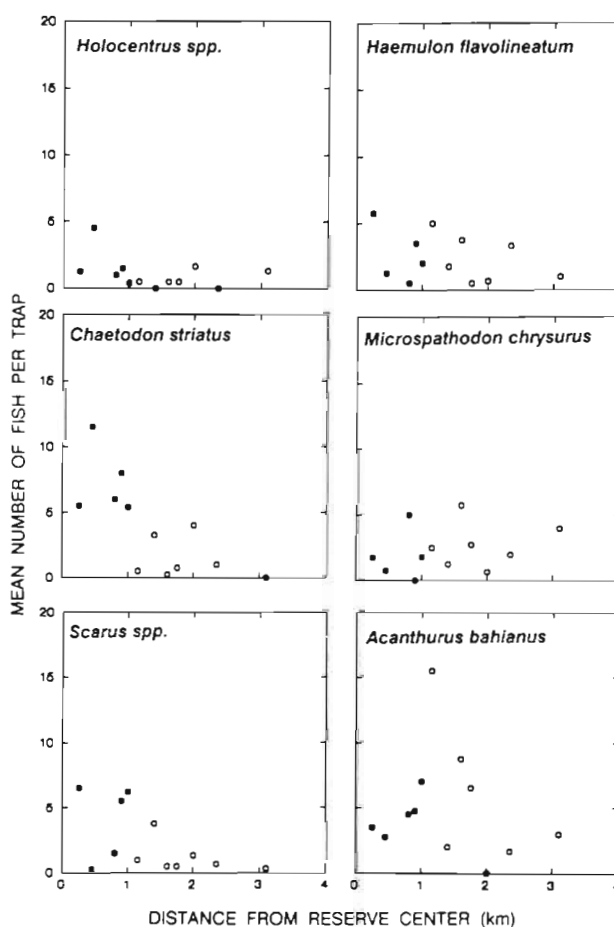 MEAN NUMBER OF FISH PER TRAP
Holocentrus spp.
20
15
10
5
0
Haemulon flavolineatum
Chaetodon striatus
20
15
10
5
0
Microspathodon chrysurus
Scarus spp.
20
15
10
5
0
0 1 2 3 4
Acanthurus bahianus
0 1 2 3 4
DISTANCE FROM RESERVE CENTER (km)